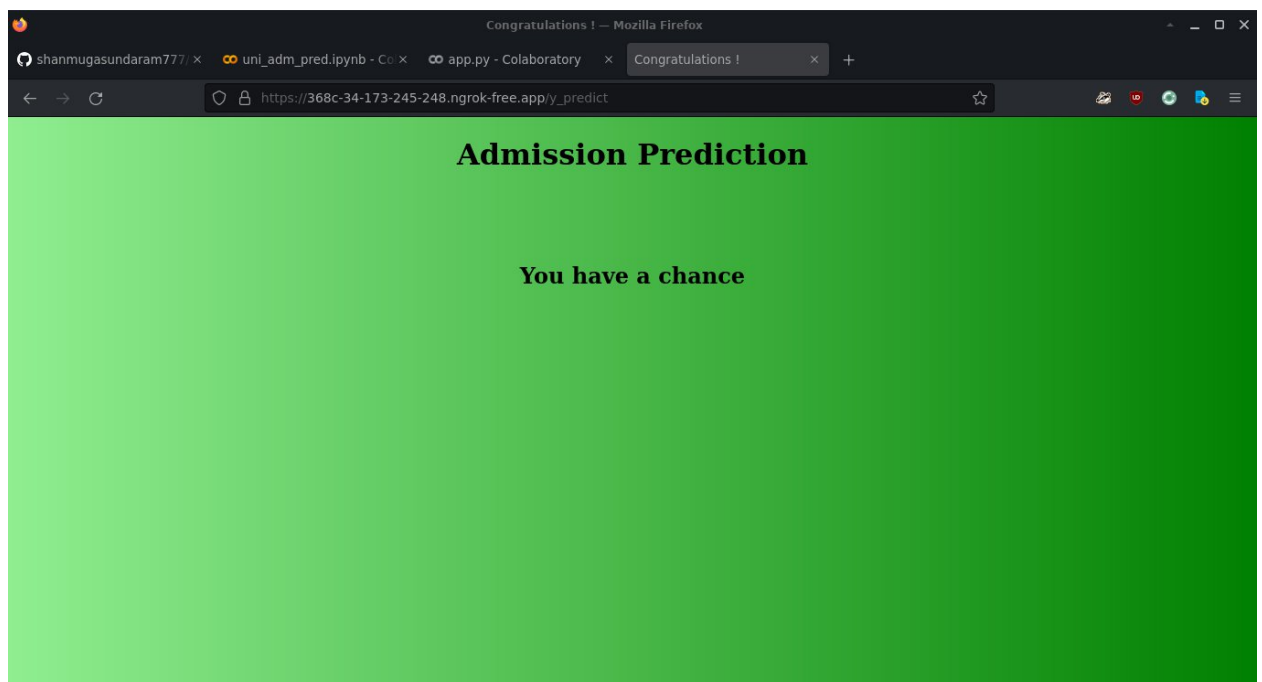 Congratulations ! — Mozilla Firefox
shanmugasundaram777/
uni_adm_pred.ipynb - Co
app.py - Colaboratory
Congratulations !
https://368c-34-173-245-248.ngrok-free.app/y_predict
Admission Prediction
You have a chance